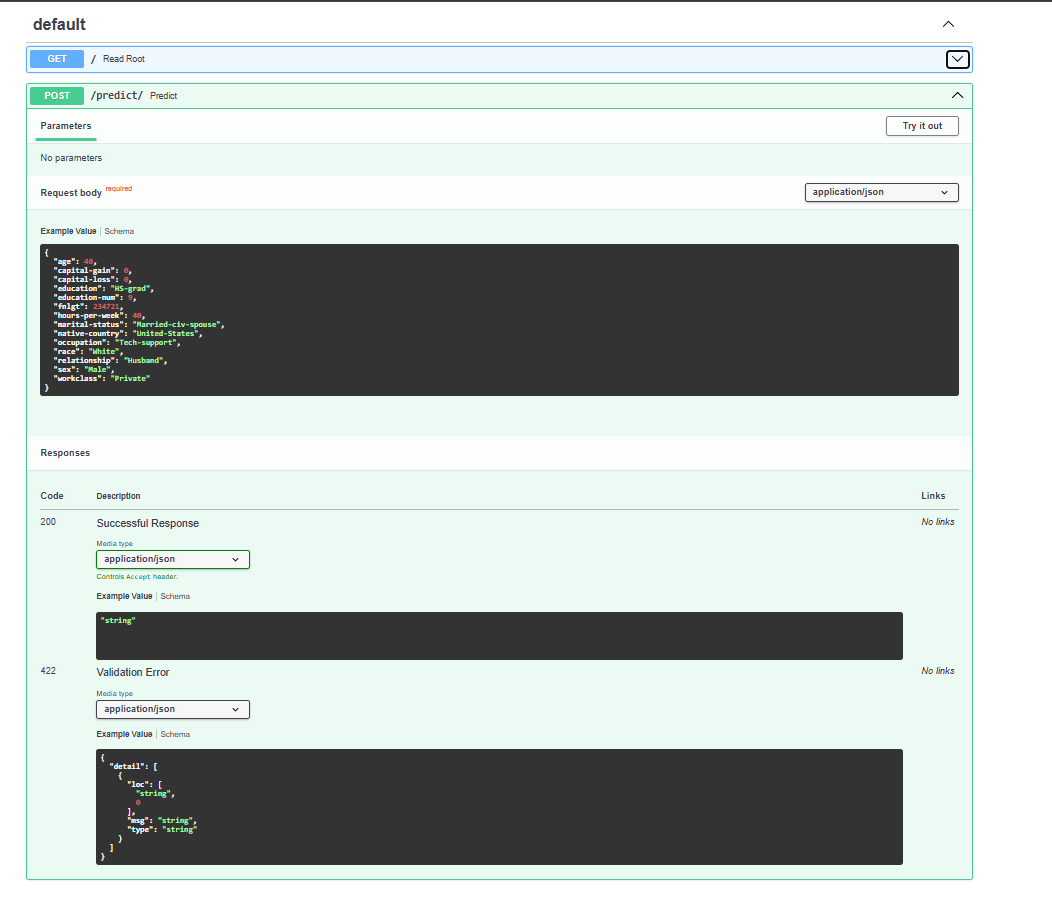 default
GET / Read Root
POST /predict/ Predict
Parameters Try it out
No parameters
Request body required application/json
Example Value | Schema
{
"age": 40,
"capital-gain": 0,
"capital-loss": 0,
"education": "HS-grad",
"education-num": 9,
"fnlgt": 234721,
"hours-per-week": 40,
"marital-status": "Married-civ-spouse",
"native-country": "United-States",
"occupation": "Tech-support",
"race": "White",
"relationship": "Husband",
"sex": "Male",
"workclass": "Private"
}
Responses
Code Description Links
200 Successful Response No links
Media type
application/json
Controls Accept header.
Example Value | Schema
"string"
422 Validation Error No links
Media type
application/json
Example Value | Schema
{
"detail": [
{
"loc": [
"string",
0
],
"msg": "string",
"type": "string"
}
]
}